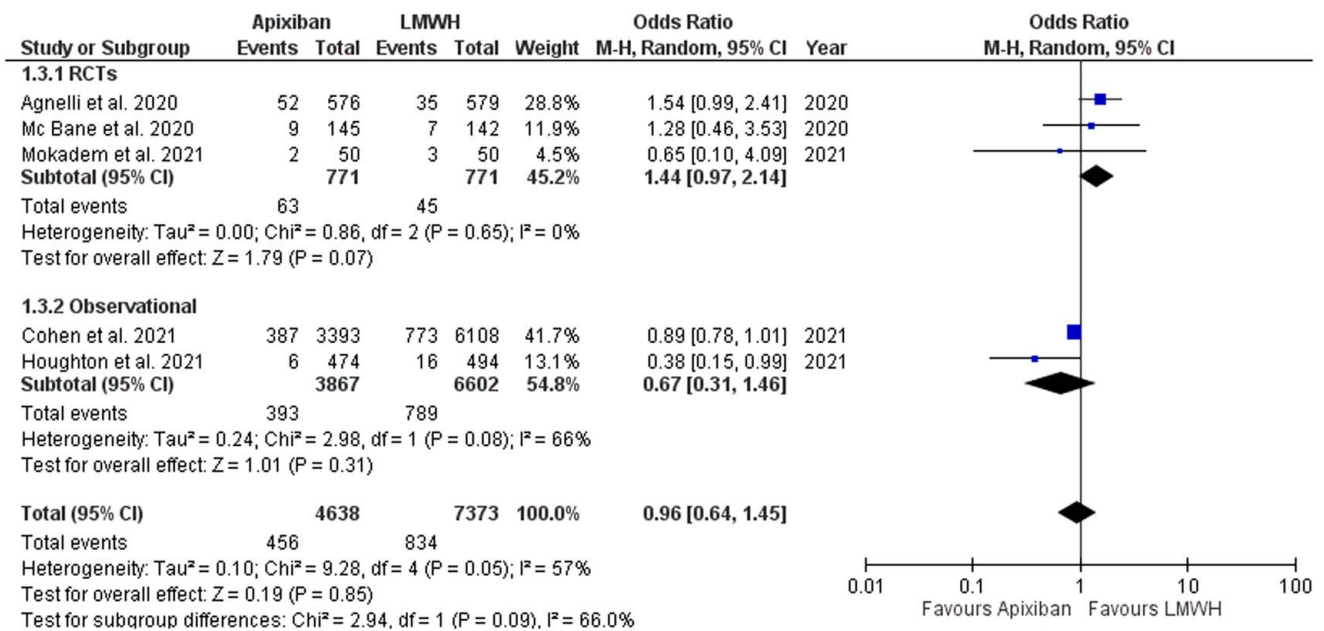 Apixiban LMWH Odds Ratio Odds Ratio
Study or Subgroup Events Total Events Total Weight M-H, Random, 95% CI Year M-H, Random, 95% CI
1.3.1 RCTs
Agnelli et al. 2020 52 576 35 579 28.8% 1.54 [0.99, 2.41] 2020
Mc Bane et al. 2020 9 145 7 142 11.9% 1.28 [0.46, 3.53] 2020
Mokadem et al. 2021 2 50 3 50 4.5% 0.65 [0.10, 4.09] 2021
Subtotal (95% CI) 771 771 45.2% 1.44 [0.97, 2.14]
Total events 63 45
Heterogeneity: Tau² = 0.00; Chi² = 0.86, df = 2 (P = 0.65); I² = 0%
Test for overall effect: Z = 1.79 (P = 0.07)
1.3.2 Observational
Cohen et al. 2021 387 3393 773 6108 41.7% 0.89 [0.78, 1.01] 2021
Houghton et al. 2021 6 474 16 494 13.1% 0.38 [0.15, 0.99] 2021
Subtotal (95% CI) 3867 6602 54.8% 0.67 [0.31, 1.46]
Total events 393 789
Heterogeneity: Tau² = 0.24; Chi² = 2.98, df = 1 (P = 0.08); I² = 66%
Test for overall effect: Z = 1.01 (P = 0.31)
Total (95% CI) 4638 7373 100.0% 0.96 [0.64, 1.45]
Total events 456 834
Heterogeneity: Tau² = 0.10; Chi² = 9.28, df = 4 (P = 0.05); I² = 57%
Test for overall effect: Z = 0.19 (P = 0.85)
Test for subgroup differences: Chi² = 2.94, df = 1 (P = 0.09), I² = 66.0%
0.01 0.1 1 10 100
Favours Apixiban Favours LMWH